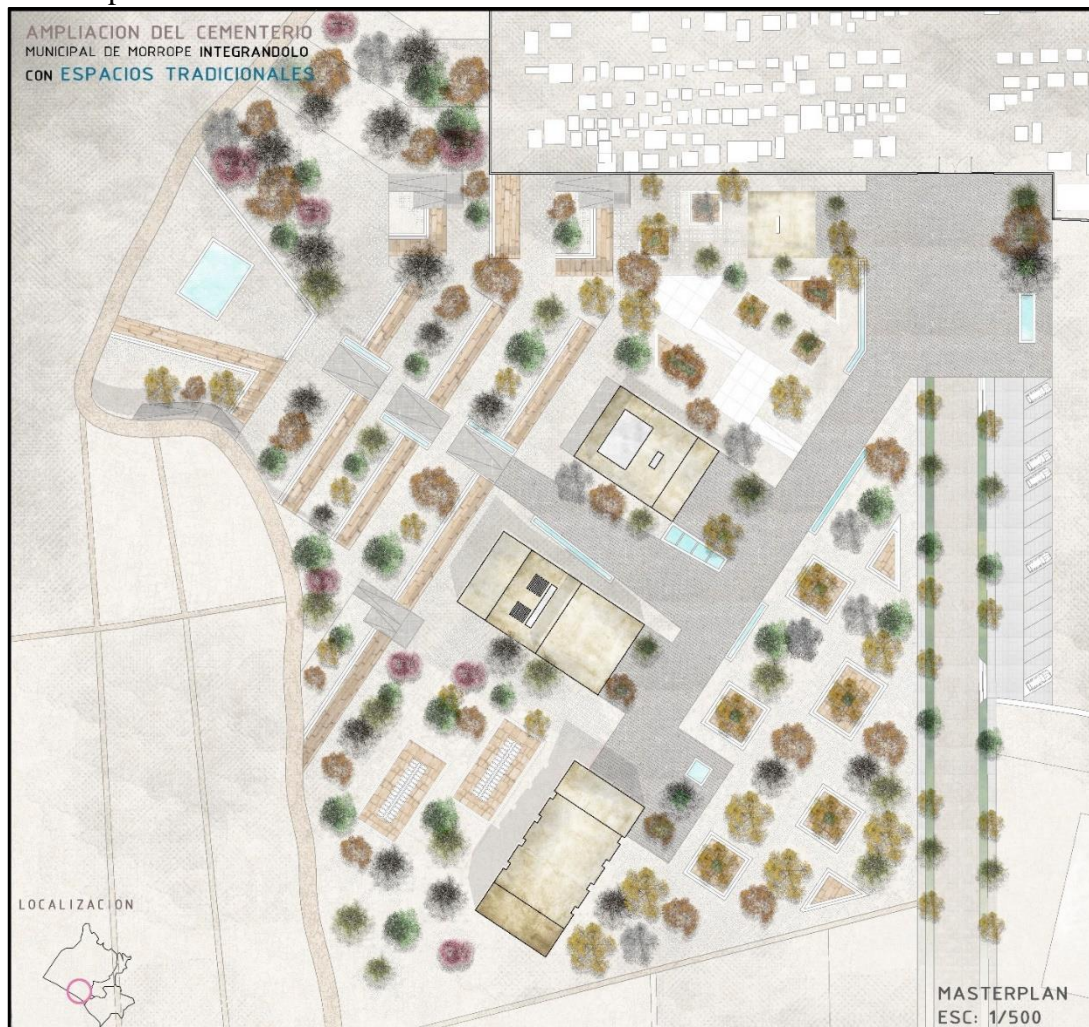 AMPLIACION DEL CEMENTERIO
MUNICIPAL DE MORROPE INTEGRANDOLO
CON ESPACIOS TRADICIONALES
LOCALIZACION
MASTERPLAN
ESC: 1/500